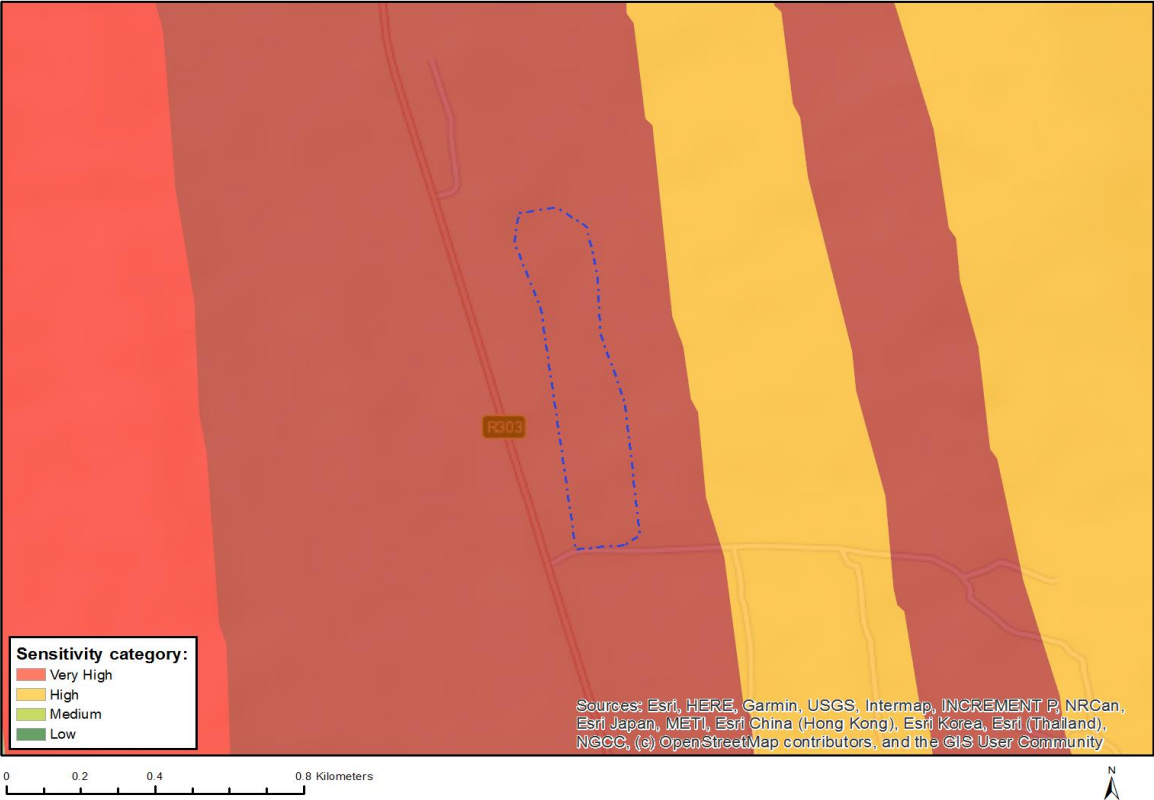 R303
Sensitivity category:
Very High
High
Medium
Low
Sources: Esri, HERE, Garmin, USGS, Intermap, INCREMENT P, NRCan,
Esri Japan, METI, Esri China (Hong Kong), Esri Korea, Esri (Thailand),
NGCC, (c) OpenStreetMap contributors, and the GIS User Community
0 0.2 0.4 0.8 Kilometers
N